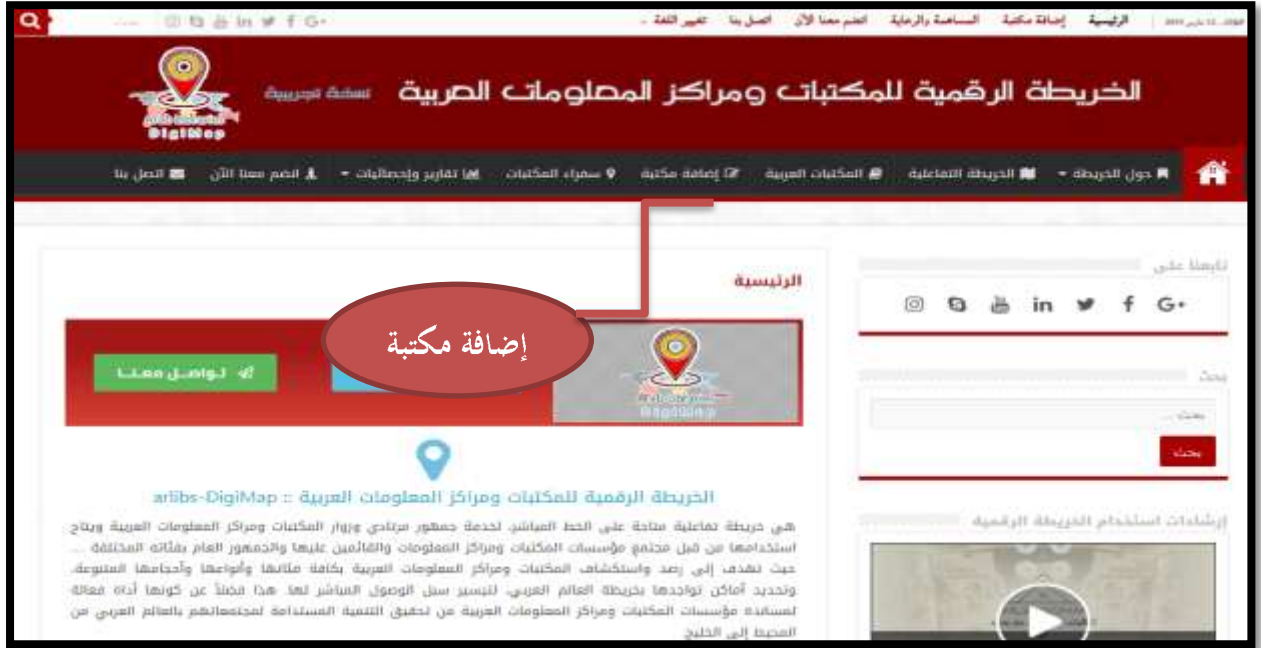 الرئيسية إضافة مكتبة المساهمة والرعاية انضم معنا الآن اتصل بنا تغيير اللغة
الخريطة الرقمية للمكتبات ومراكز المعلومات العربية نسخة تجريبية
DigiMap
حول الخريطة الخريطة التفاعلية المكتبات العربية إضافة مكتبة سفراء المكتبات تقارير وإحصائيات انضم معنا الآن اتصل بنا
تابعنا على
بحث
بحث ...
بحث
إرشادات استخدام الخريطة الرقمية
الرئيسية
إضافة مكتبة
تواصل معنا
DigiMap
الخريطة الرقمية للمكتبات ومراكز المعلومات العربية :: arlibs-DigiMap
هي خريطة تفاعلية متاحة على الخط المباشر، لخدمة جمهور مرتادي وزوار المكتبات ومراكز المعلومات العربية ويتاح
استخدامها من قبل مجتمع مؤسسات المكتبات ومراكز المعلومات والقائمين عليها والجمهور العام بفئاته المختلفة ...
حيث تهدف إلى رصد واستكشاف المكتبات ومراكز المعلومات العربية بكافة فئاتها وأنواعها وأحجامها المتنوعة،
وتحديد أماكن تواجدها بخريطة العالم العربي، لتيسير سبل الوصول المباشر لها. هذا فضلاً عن كونها أداة فعالة
لمساندة مؤسسات المكتبات ومراكز المعلومات العربية من تحقيق التنمية المستدامة لمجتمعاتهم بالعالم العربي من
المحيط إلى الخليج